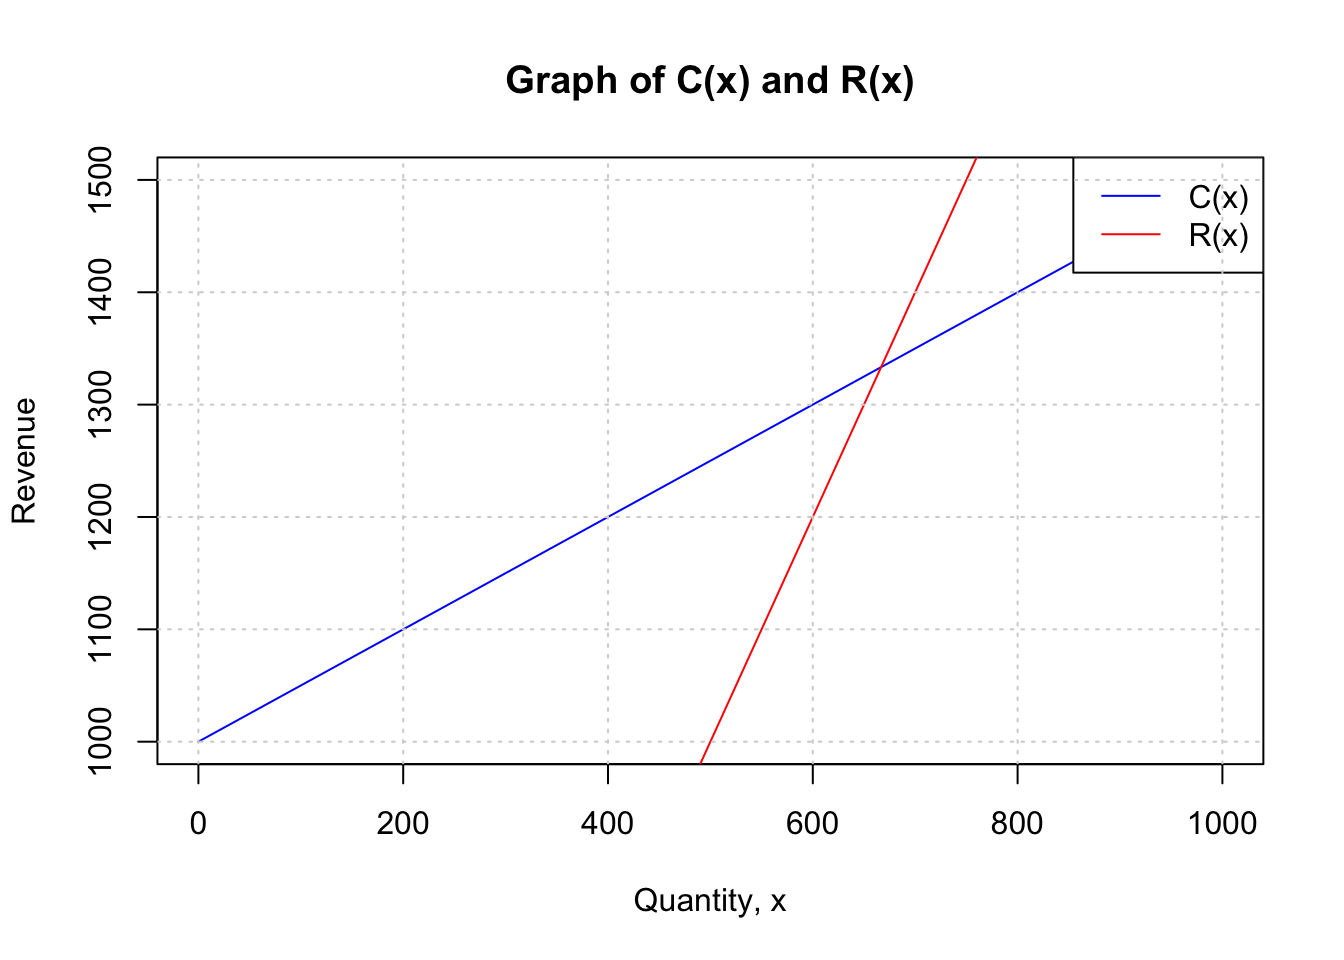 Graph of C(x) and R(x)
C(x)
R(x)
Revenue
1500
1400
1300
1200
1100
1000
0 200 400 600 800 1000
Quantity, x